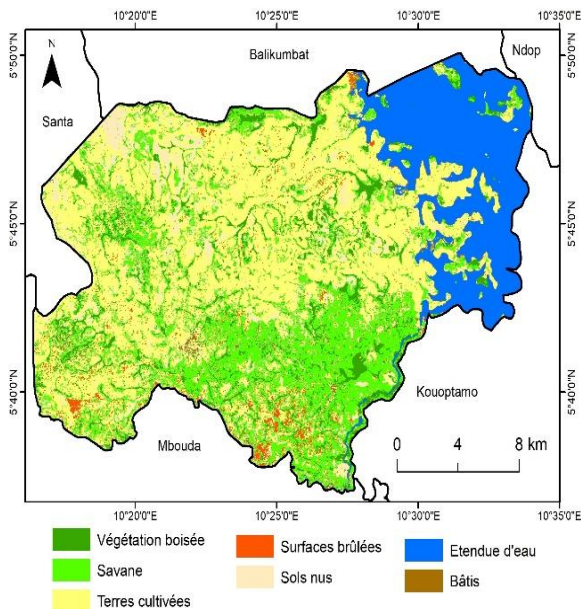 10°20'0"E 10°25'0"E 10°30'0"E 10°35'0"E
5°50'0"N 5°50'0"N
N
Balikumbat
Ndop
Santa
5°45'0"N 5°45'0"N
5°40'0"N 5°40'0"N
Kouoptamo
Mbouda
0 4 8 km
10°20'0"E 10°25'0"E 10°30'0"E 10°35'0"E
Végétation boisée
Surfaces brûlées
Etendue d'eau
Savane
Sols nus
Bâtis
Terres cultivées